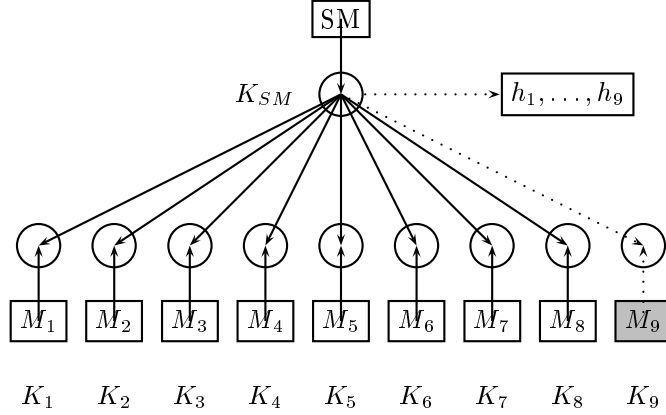 SM
K_{SM} h_1, ..., h_9
M_1 M_2 M_3 M_4 M_5 M_6 M_7 M_8 M_9
K_1 K_2 K_3 K_4 K_5 K_6 K_7 K_8 K_9